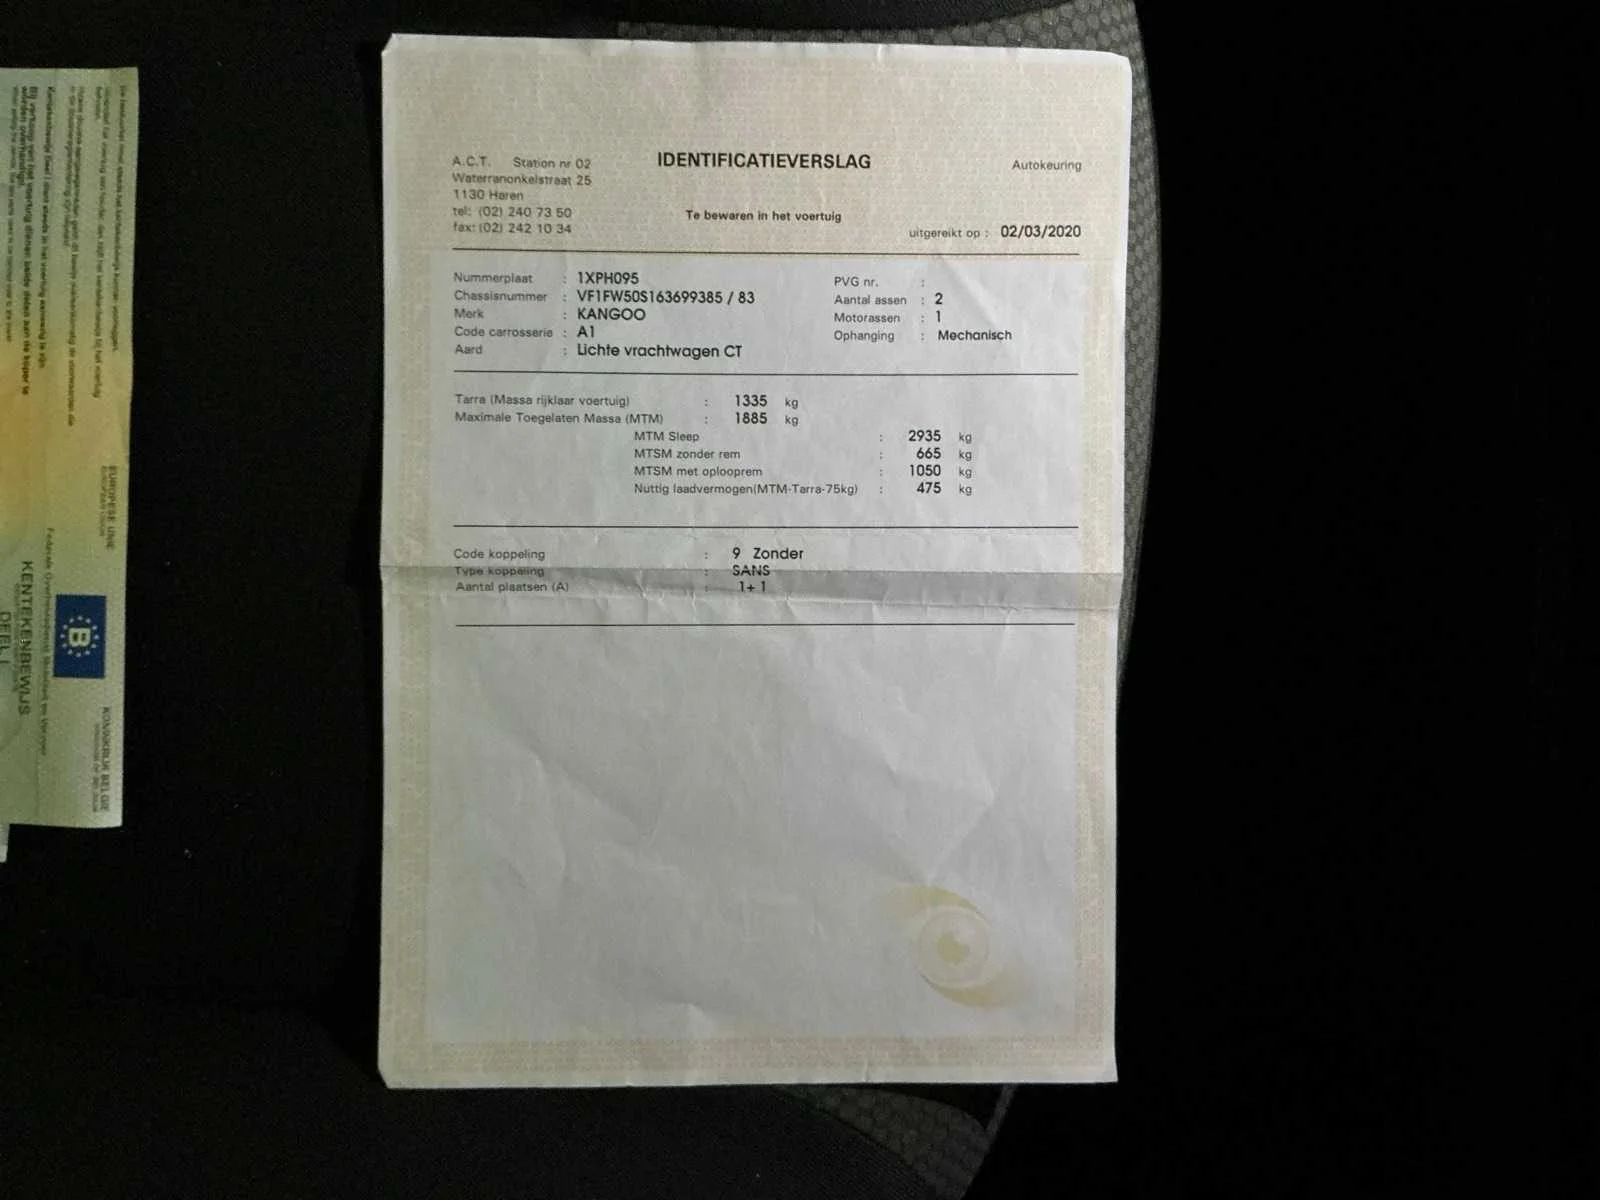 A.C.T. Station nr 02
Waterranonkelstraat 25
1130 Haren
tel: (02) 240 73 50
fax: (02) 242 10 34
IDENTIFICATIEVERSLAG
Te bewaren in het voertuig
Autokeuring
uitgereikt op : 02/03/2020
Nummerplaat : 1XPH095
Chassisnummer : VF1FW50S163699385 / 83
Merk : KANGOO
Code carrosserie : A1
Aard : Lichte vrachtwagen CT
PVG nr. :
Aantal assen : 2
Motorassen : 1
Ophanging : Mechanisch
Tarra (Massa rijklaar voertuig) : 1335 kg
Maximale Toegelaten Massa (MTM) : 1885 kg
MTM Sleep : 2935 kg
MTSM zonder rem : 665 kg
MTSM met oplooprem : 1050 kg
Nuttig laadvermogen(MTM-Tarra-75kg) : 475 kg
Code koppeling : 9 Zonder
Type koppeling : SANS
Aantal plaatsen (A) : 1+1
EUROPESE UNIE
B
KONINKRIJK BELGIE
KENTEKENBEWIJS
DEEL I